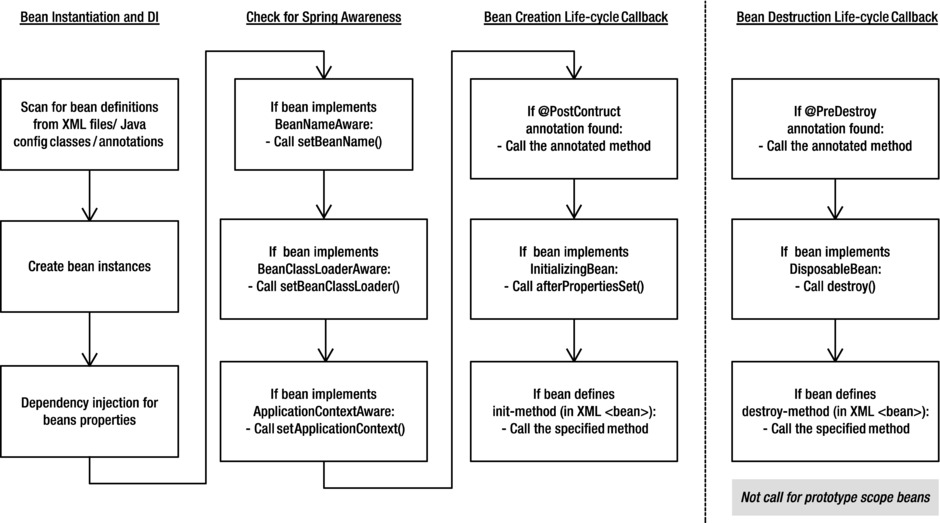 Bean Instantiation and DI
Scan for bean definitions
from XML files/ Java
config classes/annotations
Create bean instances
Dependency injection for
beans properties
Check for Spring Awareness
If bean implements
BeanNameAware:
- Call setBeanName()
If bean implements
BeanClassLoaderAware:
- Call setBeanClassLoader()
If bean implements
ApplicationContextAware:
- Call setApplicationContext()
Bean Creation Life-cycle Callback
If @PostContruct
annotation found:
- Call the annotated method
If bean implements
InitializingBean:
- Call afterPropertiesSet()
If bean defines
init-method (in XML <bean>):
- Call the specified method
Bean Destruction Life-cycle Callback
If @PreDestroy
annotation found:
- Call the annotated method
If bean implements
DisposableBean:
- Call destroy()
If bean defines
destroy-method (in XML <bean>):
- Call the specified method
Not call for prototype scope beans